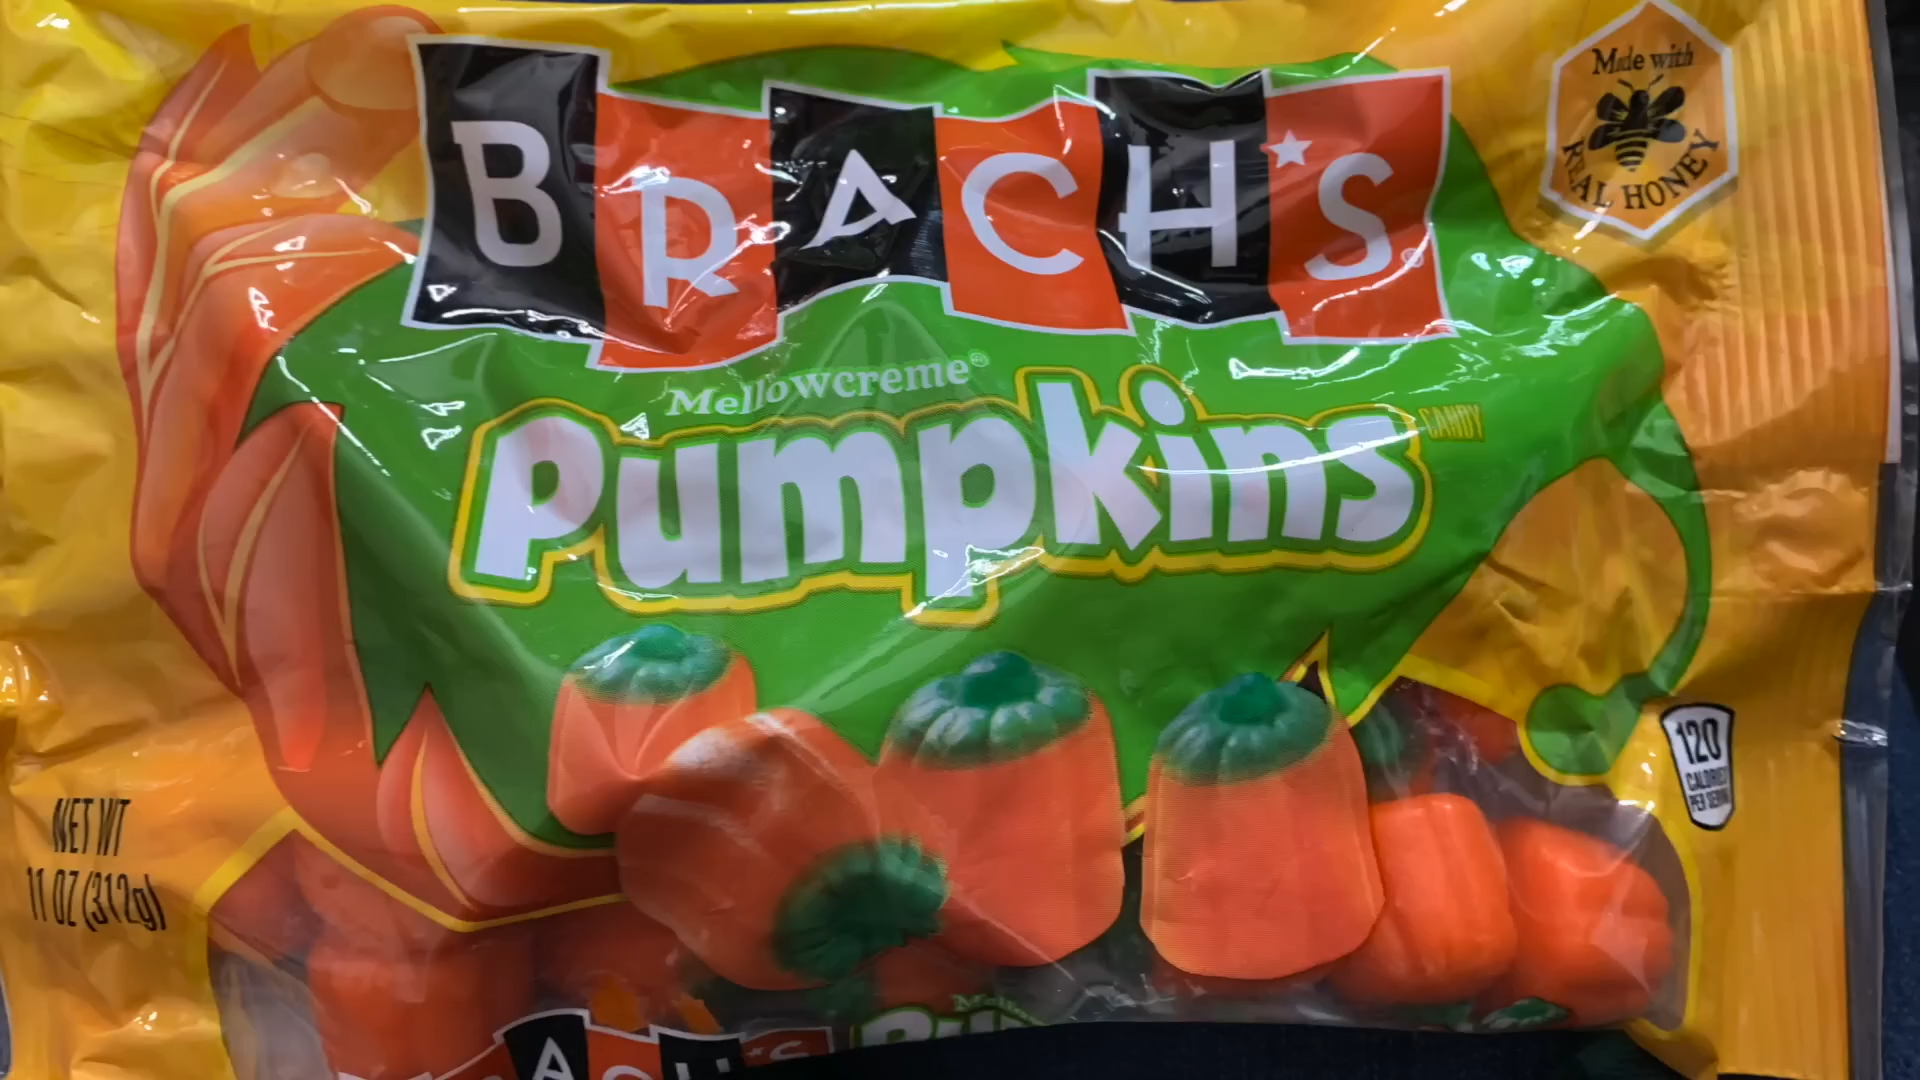 BRACH'S®
Made with
REAL HONEY
Mellowcreme®
Pumpkins
CANDY
120
CALORIES
PER SERVING
NET WT
11 OZ (312g)